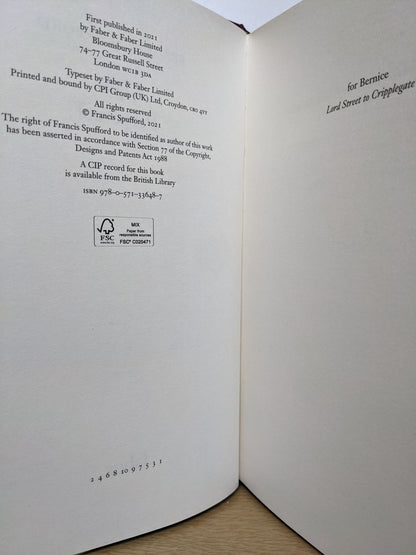 First published in 2021
by Faber & Faber Limited
Bloomsbury House
74–77 Great Russell Street
London WC1B 3DA
Typeset by Faber & Faber Limited
Printed and bound by CPI Group (UK) Ltd, Croydon, CR0 4YY
All rights reserved
© Francis Spufford, 2021
The right of Francis Spufford to be identified as author of this work
has been asserted in accordance with Section 77 of the Copyright,
Designs and Patents Act 1988
A CIP record for this book
is available from the British Library
ISBN 978–0–571–33648–7
FSC
MIX
Paper from
responsible sources
FSC® C020471
2 4 6 8 10 9 7 5 3 1
for Bernice
Lord Street to Cripplegate